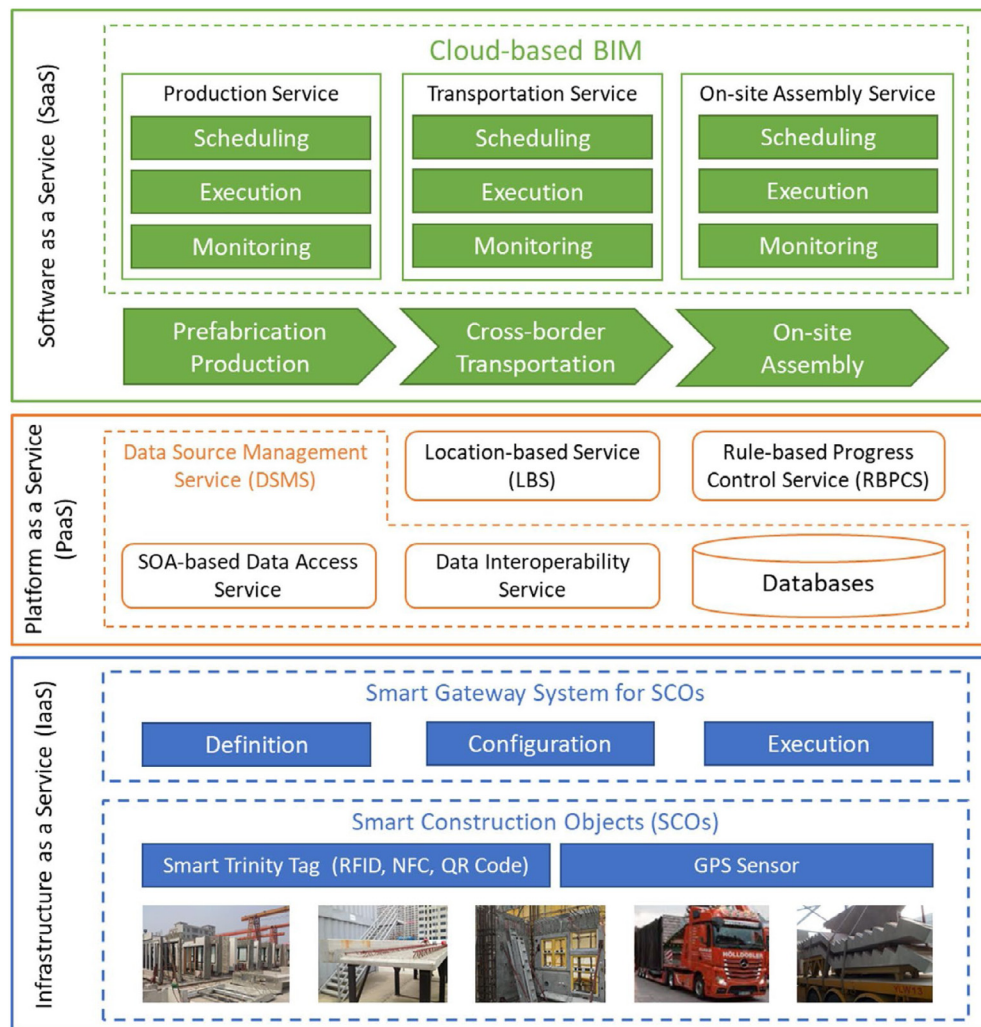 Software as a Service (SaaS)
Cloud-based BIM
Production Service
Scheduling
Execution
Monitoring
Transportation Service
Scheduling
Execution
Monitoring
On-site Assembly Service
Scheduling
Execution
Monitoring
Prefabrication
Production
Cross-border
Transportation
On-site
Assembly
Platform as a Service
(PaaS)
Data Source Management
Service (DSMS)
Location-based Service
(LBS)
Rule-based Progress
Control Service (RBPCS)
SOA-based Data Access
Service
Data Interoperability
Service
Databases
Infrastructure as a Service (IaaS)
Smart Gateway System for SCOs
Definition
Configuration
Execution
Smart Construction Objects (SCOs)
Smart Trinity Tag (RFID, NFC, QR Code)
GPS Sensor